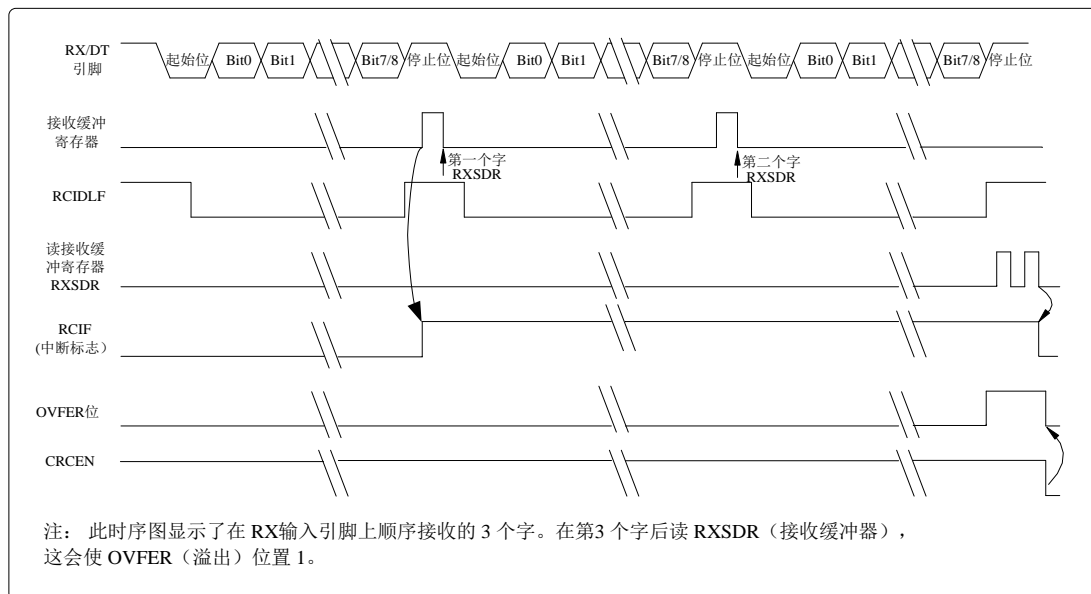 RX/DT
引脚
起始位 Bit0 Bit1 Bit7/8 停止位 起始位 Bit0 Bit1 Bit7/8 停止位 起始位 Bit0 Bit1 Bit7/8 停止位
接收缓冲
寄存器
第一个字
RXSDR
第二个字
RXSDR
RCIDLF
读接收缓
冲寄存器
RXSDR
RCIF
(中断标志)
OVFER位
CRCEN
注： 此时序图显示了在 RX输入引脚上顺序接收的 3 个字。在第3 个字后读 RXSDR（接收缓冲器），
这会使 OVFER（溢出）位置 1。